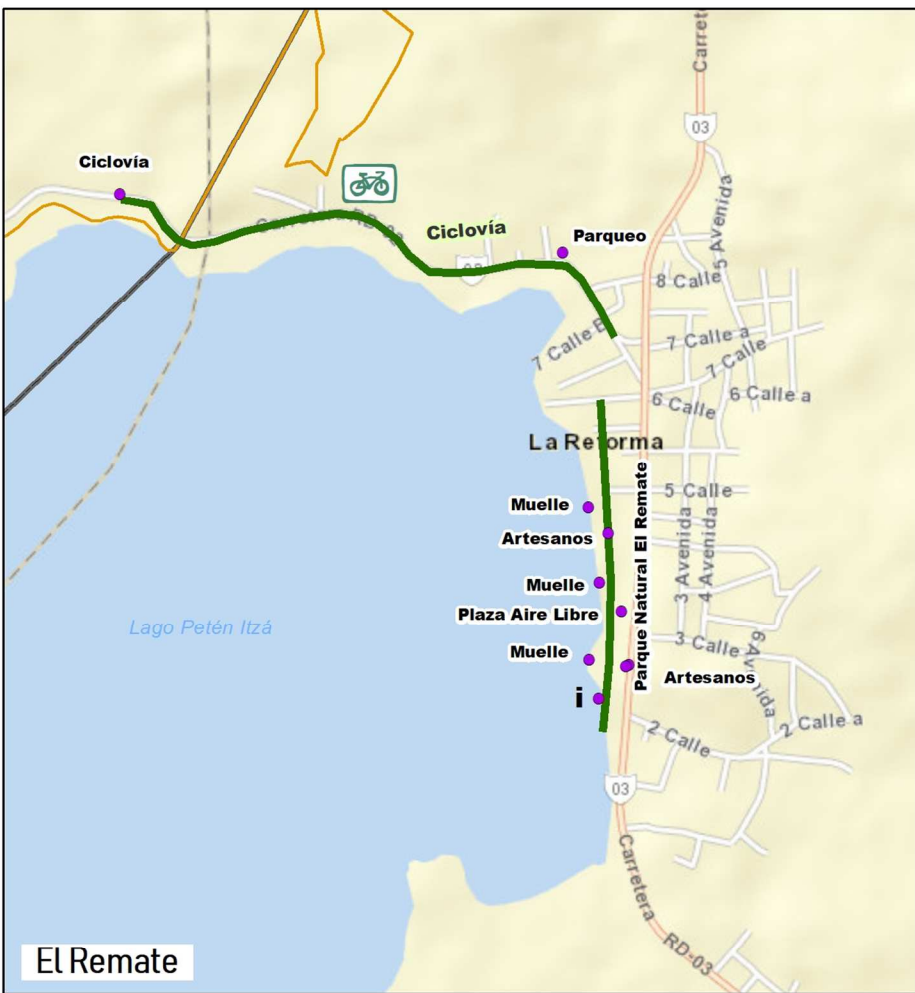 Carret
03
Ciclovía
Ciclovía
Parqueo
5 Avenida
8 Calle
7 Calle B
7 Calle a
7 Calle
6 Calle a
6 Calle
La Reforma
5 Calle
Muelle
Artesanos
Parque Natural El Remate
3 Avenida
4 Avenida
Muelle
Plaza Aire Libre
Lago Petén Itzá
3 Calle
Muelle
Artesanos
i
2 Calle
2 Calle a
03
Carretera
RD-03
El Remate